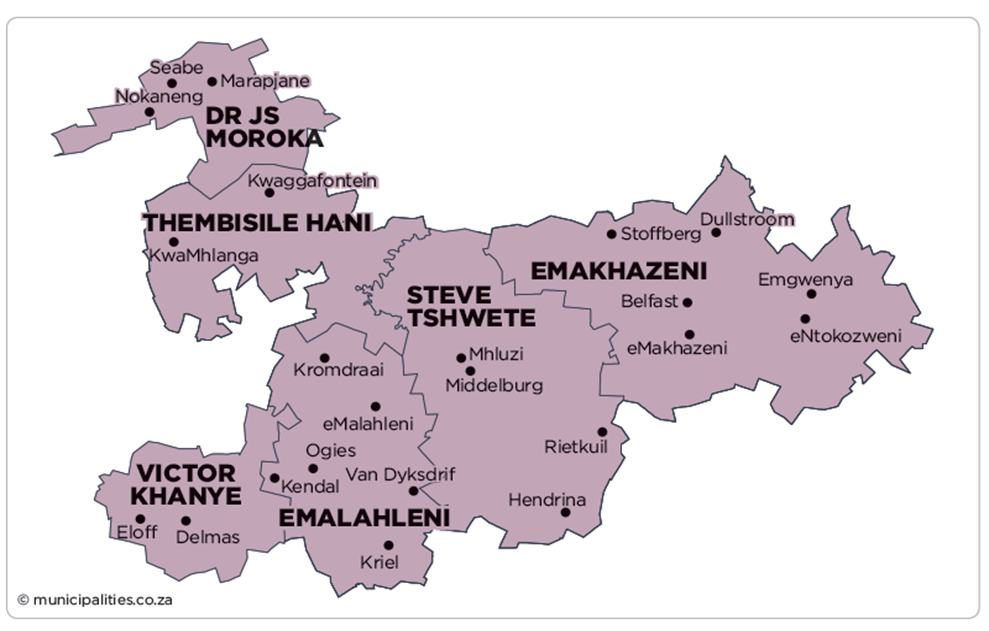 Seabe
Marapjane
Nokaneng
DR JS
MOROKA
Kwaggafontein
THEMBISILE HANI
KwaMhlanga
Dullstroom
Stoffberg
EMAKHAZENI
Emgwenya
Belfast
eNtokozweni
eMakhazeni
STEVE
TSHWETE
Mhluzi
Middelburg
Kromdraai
eMalahleni
Rietkuil
Ogies
Van Dyksdrif
Kendal
Hendrina
VICTOR
KHANYE
EMALAHLENI
Eloff
Delmas
Kriel
© municipalities.co.za